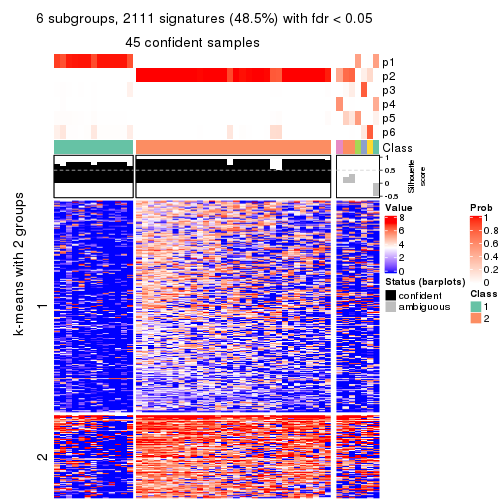 6 subgroups, 2111 signatures (48.5%) with fdr < 0.05
45 confident samples
p1
p2
p3
p4
p5
p6
Class
1
0.5
0
-0.5
Silhouette
score
k-means with 2 groups
1
2
Value
8
6
4
2
0
Status (barplots)
confident
ambiguous
Prob
1
0.8
0.6
0.4
0.2
0
Class
1
2